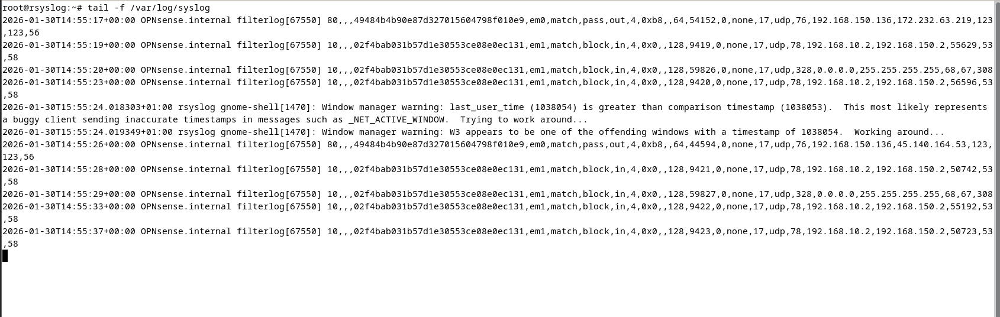 root@rsyslog:~# tail -f /var/log/syslog
2026-01-30T14:55:17+00:00 OPNsense.internal filterlog[67550] 80,,,49484b4b90e87d327015604798f010e9,em0,match,pass,out,4,0xb8,,64,54152,0,none,17,udp,76,192.168.150.136,172.232.63.219,123
,123,56
2026-01-30T14:55:19+00:00 OPNsense.internal filterlog[67550] 10,,,02f4bab031b57d1e30553ce08e0ec131,em1,match,block,in,4,0x0,,128,9419,0,none,17,udp,78,192.168.10.2,192.168.150.2,55629,53
,58
2026-01-30T14:55:20+00:00 OPNsense.internal filterlog[67550] 10,,,02f4bab031b57d1e30553ce08e0ec131,em1,match,block,in,4,0x0,,128,59826,0,none,17,udp,328,0.0.0.0,255.255.255.255,68,67,308
2026-01-30T14:55:23+00:00 OPNsense.internal filterlog[67550] 10,,,02f4bab031b57d1e30553ce08e0ec131,em1,match,block,in,4,0x0,,128,9420,0,none,17,udp,78,192.168.10.2,192.168.150.2,56596,53
,58
2026-01-30T15:55:24.018303+01:00 rsyslog gnome-shell[1470]: Window manager warning: last_user_time (1038054) is greater than comparison timestamp (1038053).  This most likely represents
a buggy client sending inaccurate timestamps in messages such as _NET_ACTIVE_WINDOW.  Trying to work around...
2026-01-30T15:55:24.019349+01:00 rsyslog gnome-shell[1470]: Window manager warning: W3 appears to be one of the offending windows with a timestamp of 1038054.  Working around...
2026-01-30T14:55:26+00:00 OPNsense.internal filterlog[67550] 80,,,49484b4b90e87d327015604798f010e9,em0,match,pass,out,4,0xb8,,64,44594,0,none,17,udp,76,192.168.150.136,45.140.164.53,123,
123,56
2026-01-30T14:55:28+00:00 OPNsense.internal filterlog[67550] 10,,,02f4bab031b57d1e30553ce08e0ec131,em1,match,block,in,4,0x0,,128,9421,0,none,17,udp,78,192.168.10.2,192.168.150.2,50742,53
,58
2026-01-30T14:55:29+00:00 OPNsense.internal filterlog[67550] 10,,,02f4bab031b57d1e30553ce08e0ec131,em1,match,block,in,4,0x0,,128,59827,0,none,17,udp,328,0.0.0.0,255.255.255.255,68,67,308
2026-01-30T14:55:33+00:00 OPNsense.internal filterlog[67550] 10,,,02f4bab031b57d1e30553ce08e0ec131,em1,match,block,in,4,0x0,,128,9422,0,none,17,udp,78,192.168.10.2,192.168.150.2,55192,53
,58
2026-01-30T14:55:37+00:00 OPNsense.internal filterlog[67550] 10,,,02f4bab031b57d1e30553ce08e0ec131,em1,match,block,in,4,0x0,,128,9423,0,none,17,udp,78,192.168.10.2,192.168.150.2,50723,53
,58